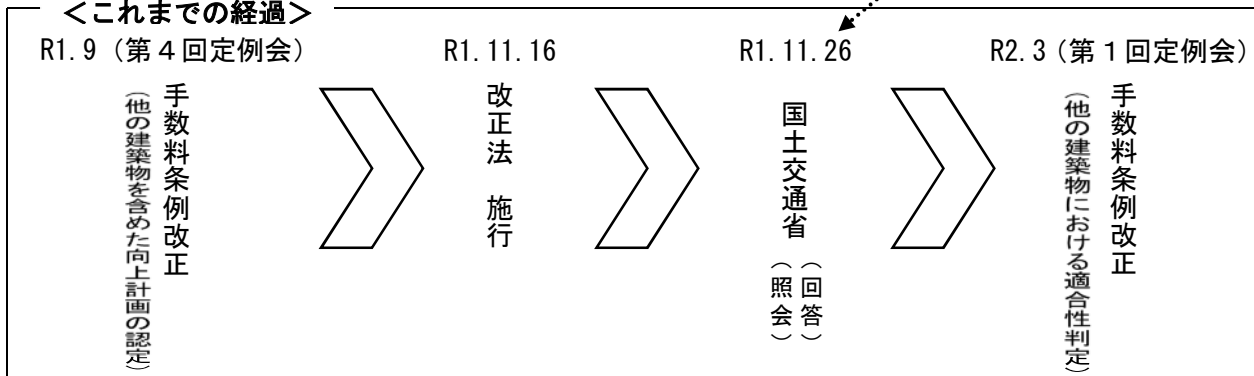 <これまでの経過>
R1.9(第4回定例会)
手数料条例改正
(他の建築物を含めた向上計画の認定)
R1.11.16
改正法 施行
R1.11.26
国土交通省
(回答)
(照会)
R2.3(第1回定例会)
手数料条例改正
(他の建築物における適合性判定)